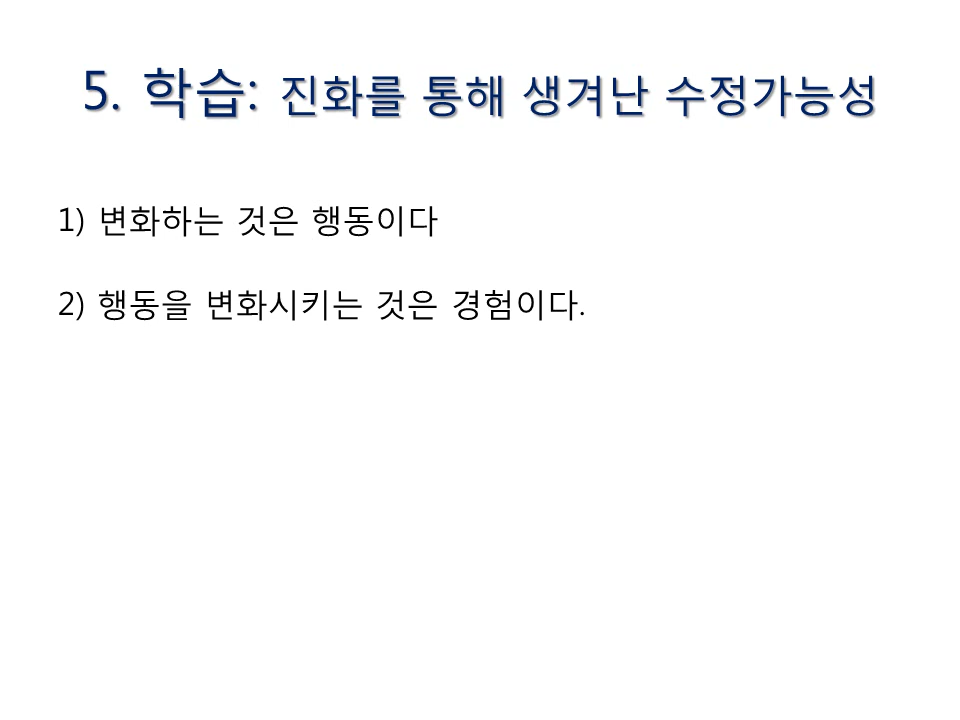 5. 학습: 진화를 통해 생겨난 수정가능성
1) 변화하는 것은 행동이다
2) 행동을 변화시키는 것은 경험이다.